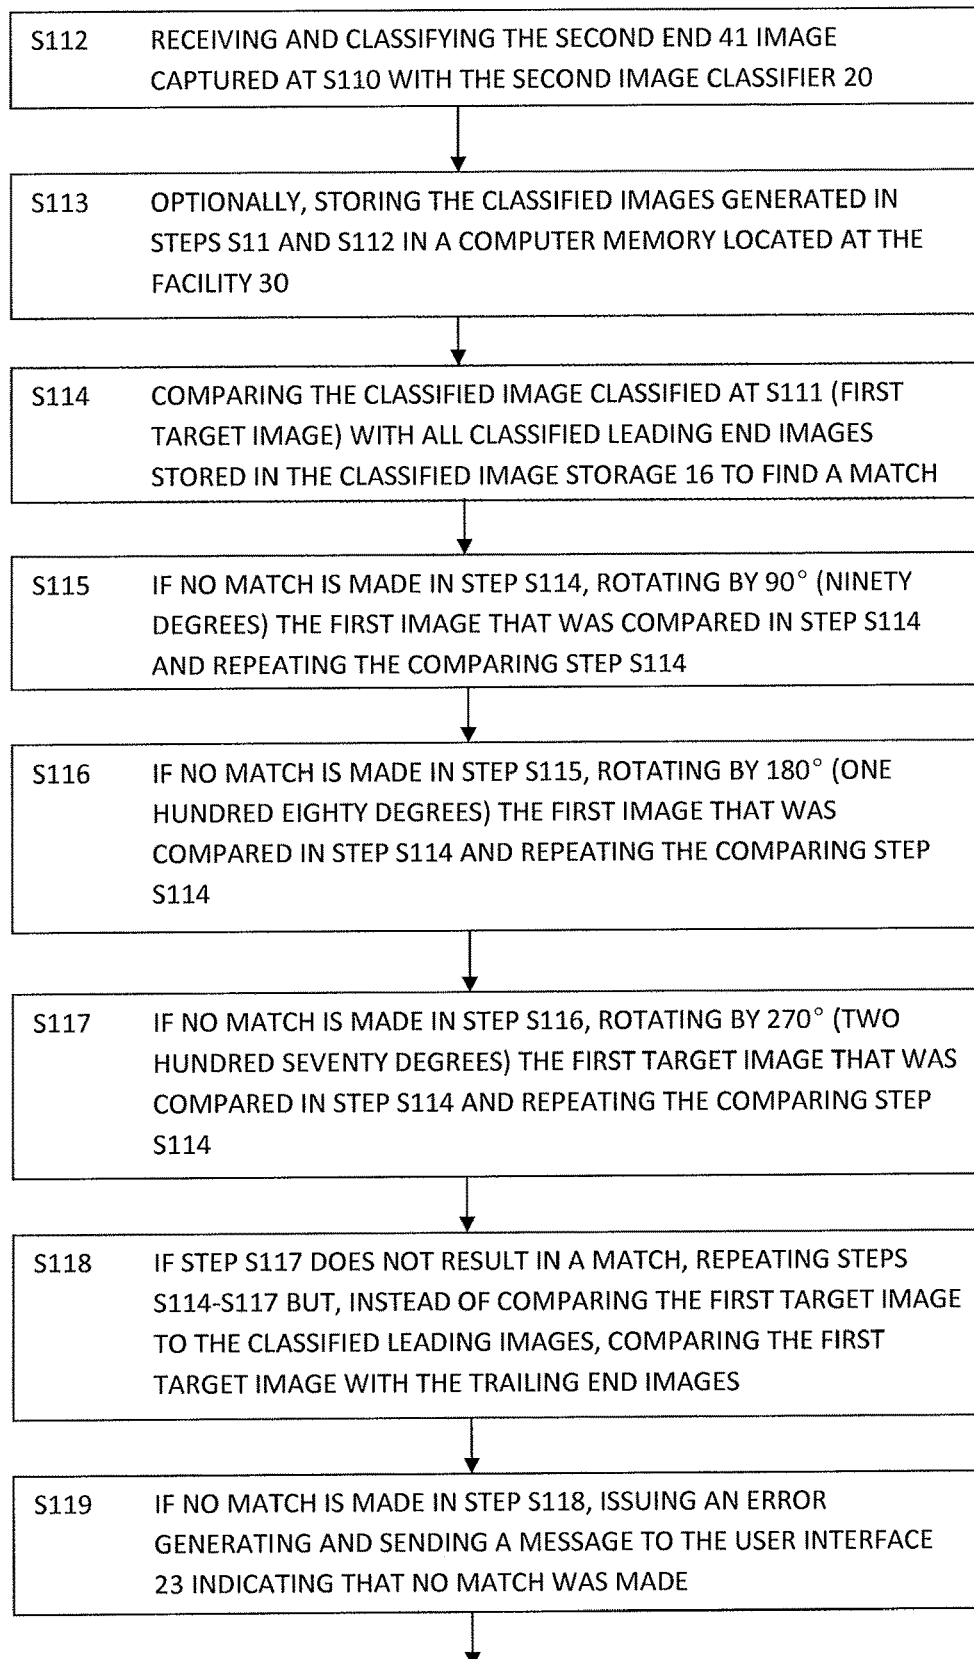 S112 RECEIVING AND CLASSIFYING THE SECOND END 41 IMAGE
CAPTURED AT S110 WITH THE SECOND IMAGE CLASSIFIER 20
S113 OPTIONALLY, STORING THE CLASSIFIED IMAGES GENERATED IN
STEPS S11 AND S112 IN A COMPUTER MEMORY LOCATED AT THE
FACILITY 30
S114 COMPARING THE CLASSIFIED IMAGE CLASSIFIED AT S111 (FIRST
TARGET IMAGE) WITH ALL CLASSIFIED LEADING END IMAGES
STORED IN THE CLASSIFIED IMAGE STORAGE 16 TO FIND A MATCH
S115 IF NO MATCH IS MADE IN STEP S114, ROTATING BY 90° (NINETY
DEGREES) THE FIRST IMAGE THAT WAS COMPARED IN STEP S114
AND REPEATING THE COMPARING STEP S114
S116 IF NO MATCH IS MADE IN STEP S115, ROTATING BY 180° (ONE
HUNDRED EIGHTY DEGREES) THE FIRST IMAGE THAT WAS
COMPARED IN STEP S114 AND REPEATING THE COMPARING STEP
S114
S117 IF NO MATCH IS MADE IN STEP S116, ROTATING BY 270° (TWO
HUNDRED SEVENTY DEGREES) THE FIRST TARGET IMAGE THAT WAS
COMPARED IN STEP S114 AND REPEATING THE COMPARING STEP
S114
S118 IF STEP S117 DOES NOT RESULT IN A MATCH, REPEATING STEPS
S114-S117 BUT, INSTEAD OF COMPARING THE FIRST TARGET IMAGE
TO THE CLASSIFIED LEADING IMAGES, COMPARING THE FIRST
TARGET IMAGE WITH THE TRAILING END IMAGES
S119 IF NO MATCH IS MADE IN STEP S118, ISSUING AN ERROR
GENERATING AND SENDING A MESSAGE TO THE USER INTERFACE
23 INDICATING THAT NO MATCH WAS MADE